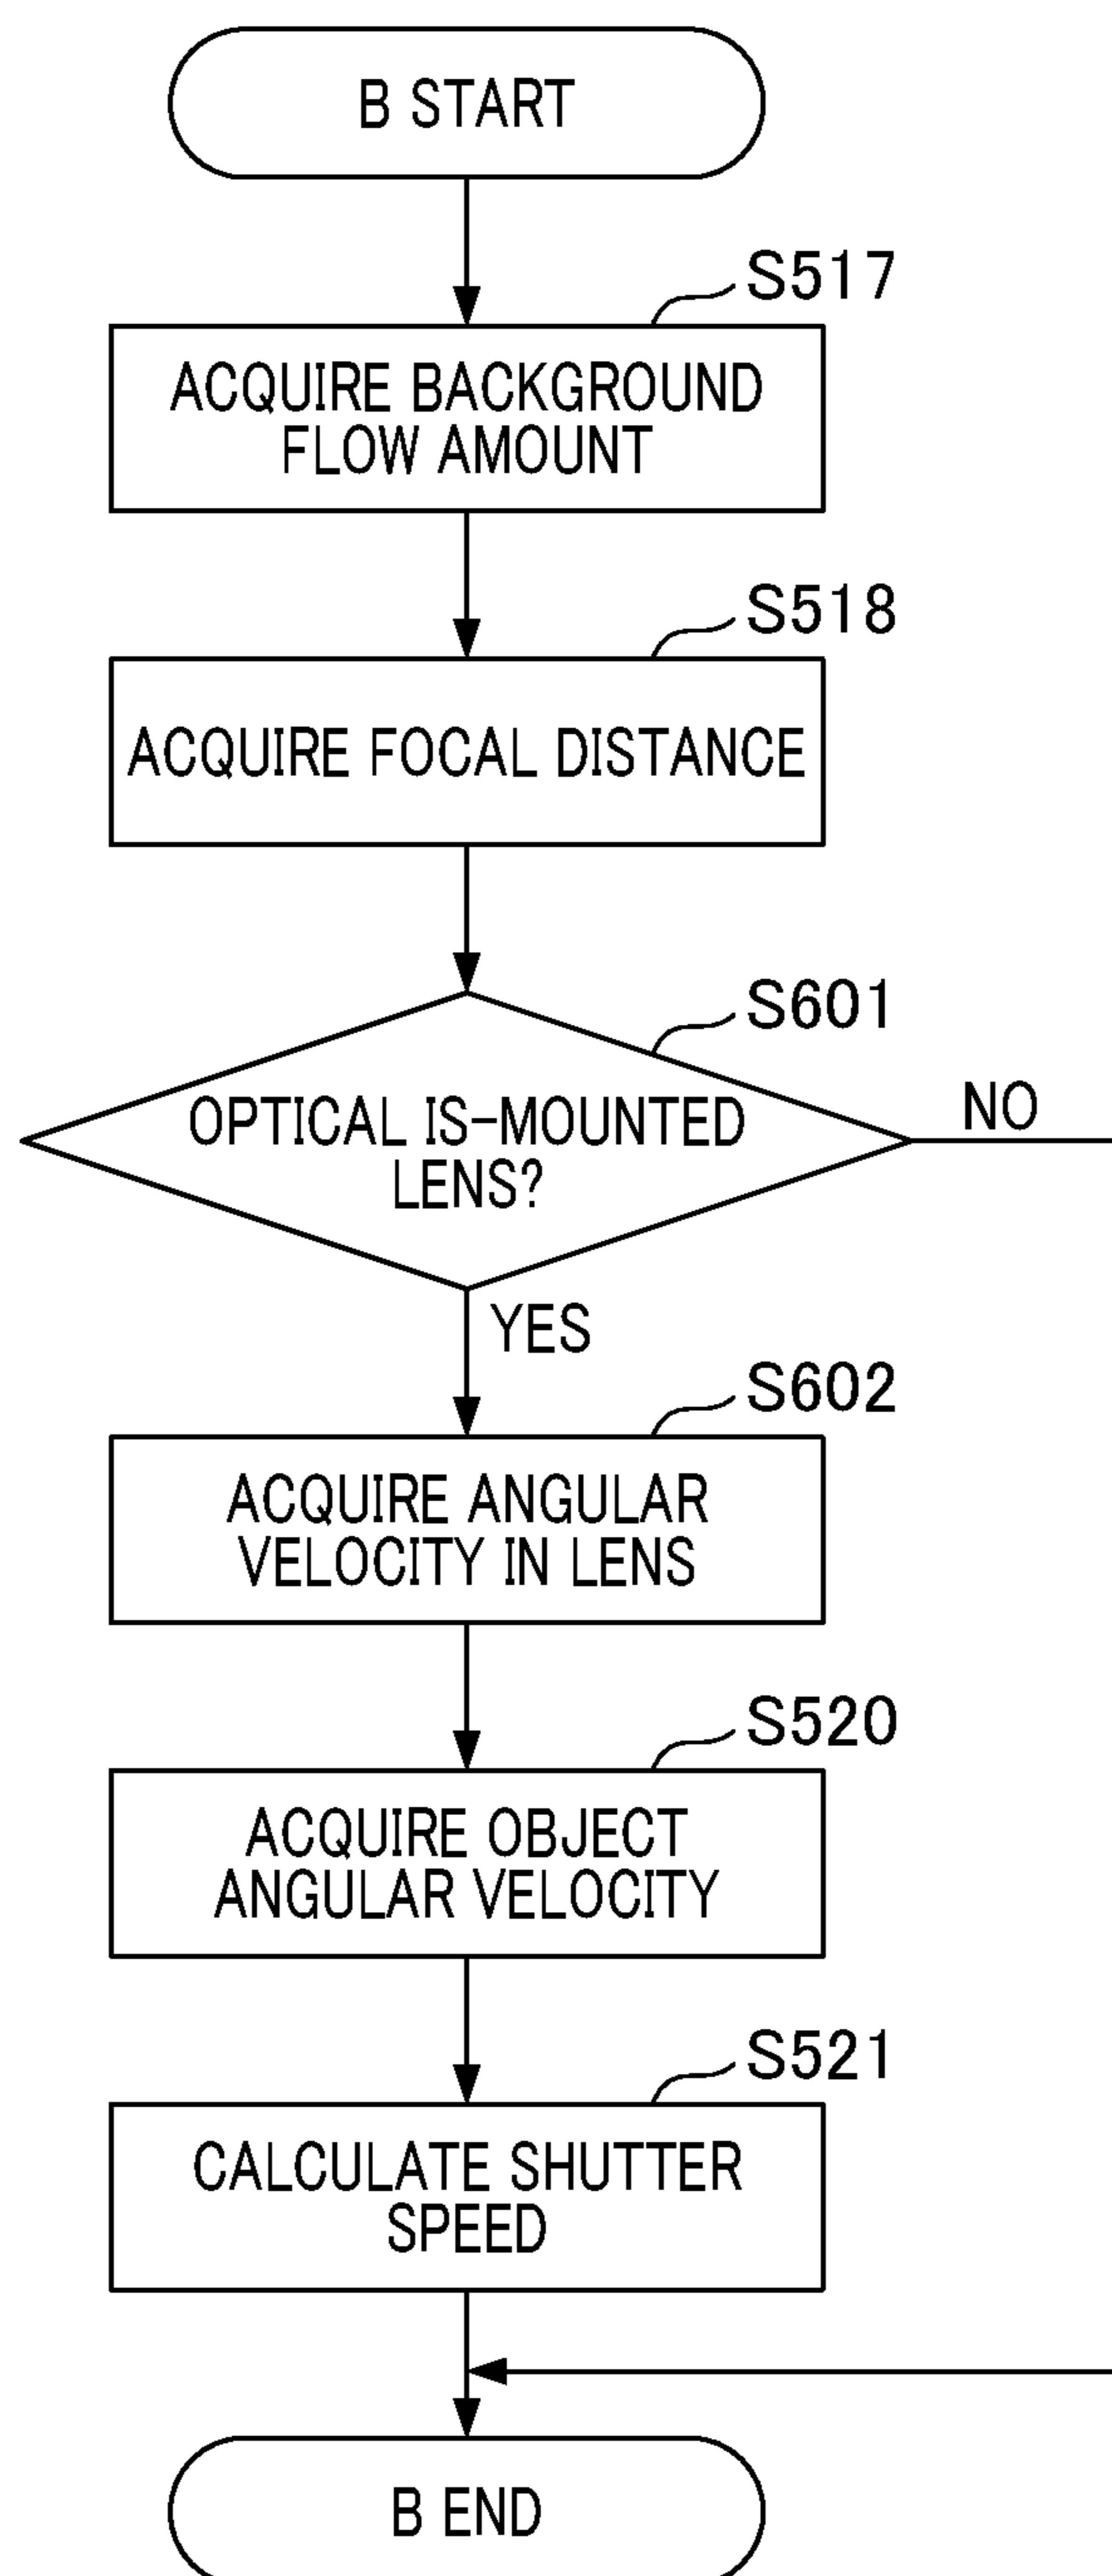 B START
S517
ACQUIRE BACKGROUND
FLOW AMOUNT
S518
ACQUIRE FOCAL DISTANCE
S601
OPTICAL IS-MOUNTED
LENS?
NO
YES
S602
ACQUIRE ANGULAR
VELOCITY IN LENS
S520
ACQUIRE OBJECT
ANGULAR VELOCITY
S521
CALCULATE SHUTTER
SPEED
B END